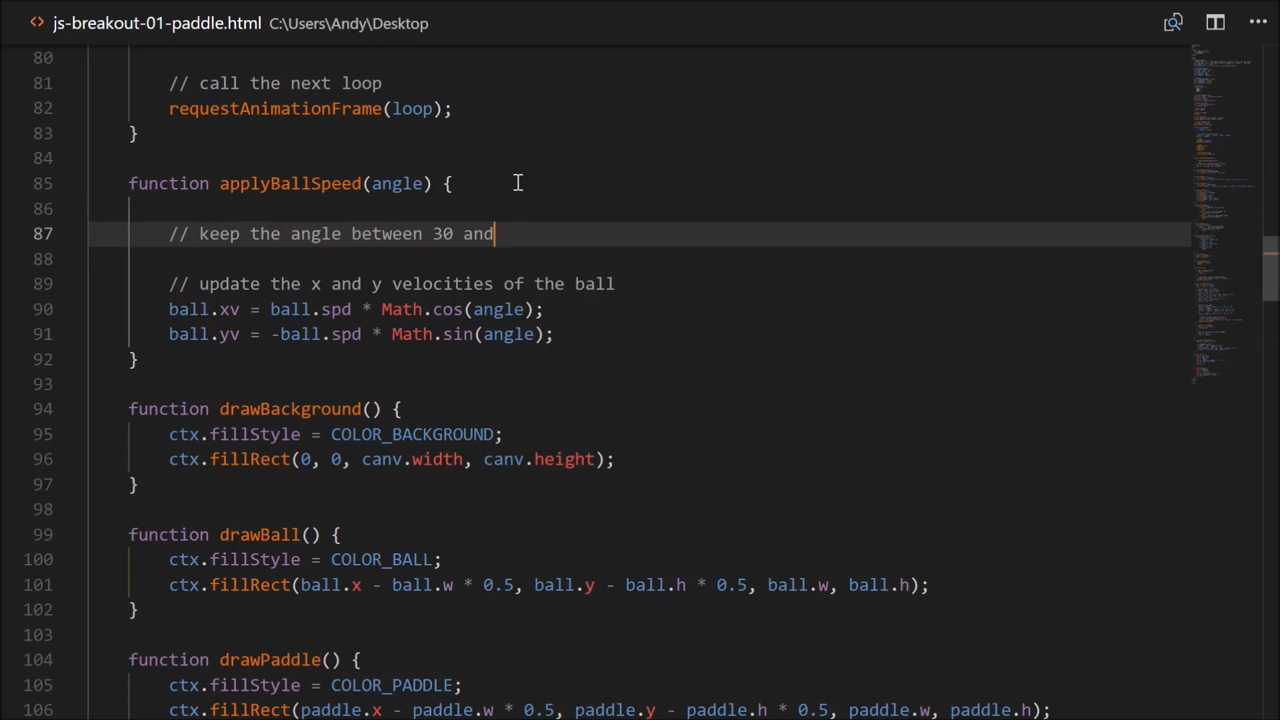 js-breakout-01-paddle.html C:\Users\Andy\Desktop
80
81 // call the next loop
82 requestAnimationFrame(loop);
83 }
84
85 function applyBallSpeed(angle) {
86
87 // keep the angle between 30 and
88
89 // update the x and y velocities of the ball
90 ball.xv = ball.spd * Math.cos(angle);
91 ball.yv = -ball.spd * Math.sin(angle);
92 }
93
94 function drawBackground() {
95 ctx.fillStyle = COLOR_BACKGROUND;
96 ctx.fillRect(0, 0, canv.width, canv.height);
97 }
98
99 function drawBall() {
100 ctx.fillStyle = COLOR_BALL;
101 ctx.fillRect(ball.x - ball.w * 0.5, ball.y - ball.h * 0.5, ball.w, ball.h);
102 }
103
104 function drawPaddle() {
105 ctx.fillStyle = COLOR_PADDLE;
106 ctx.fillRect(paddle.x - paddle.w * 0.5, paddle.y - paddle.h * 0.5, paddle.w, paddle.h);